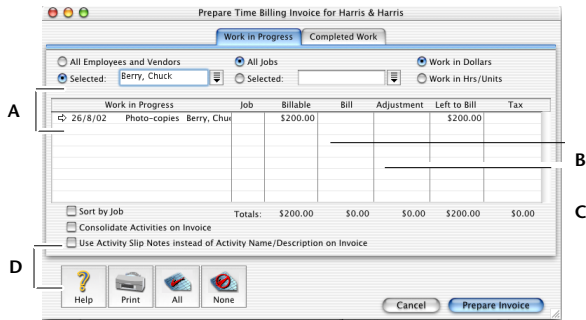 Prepare Time Billing Invoice for Harris & Harris
Work in Progress Completed Work
All Employees and Vendors All Jobs Work in Dollars
Selected: Berry, Chuck Selected: Work in Hrs/Units
A
Work in Progress Job Billable Bill Adjustment Left to Bill Tax
26/8/02 Photo-copies Berry, Chuc $200.00 $200.00
B
Sort by Job Totals: $200.00 $0.00 $0.00 $200.00 $0.00
C
Consolidate Activities on Invoice
Use Activity Slip Notes instead of Activity Name/Description on Invoice
D
Help Print All None Cancel Prepare Invoice